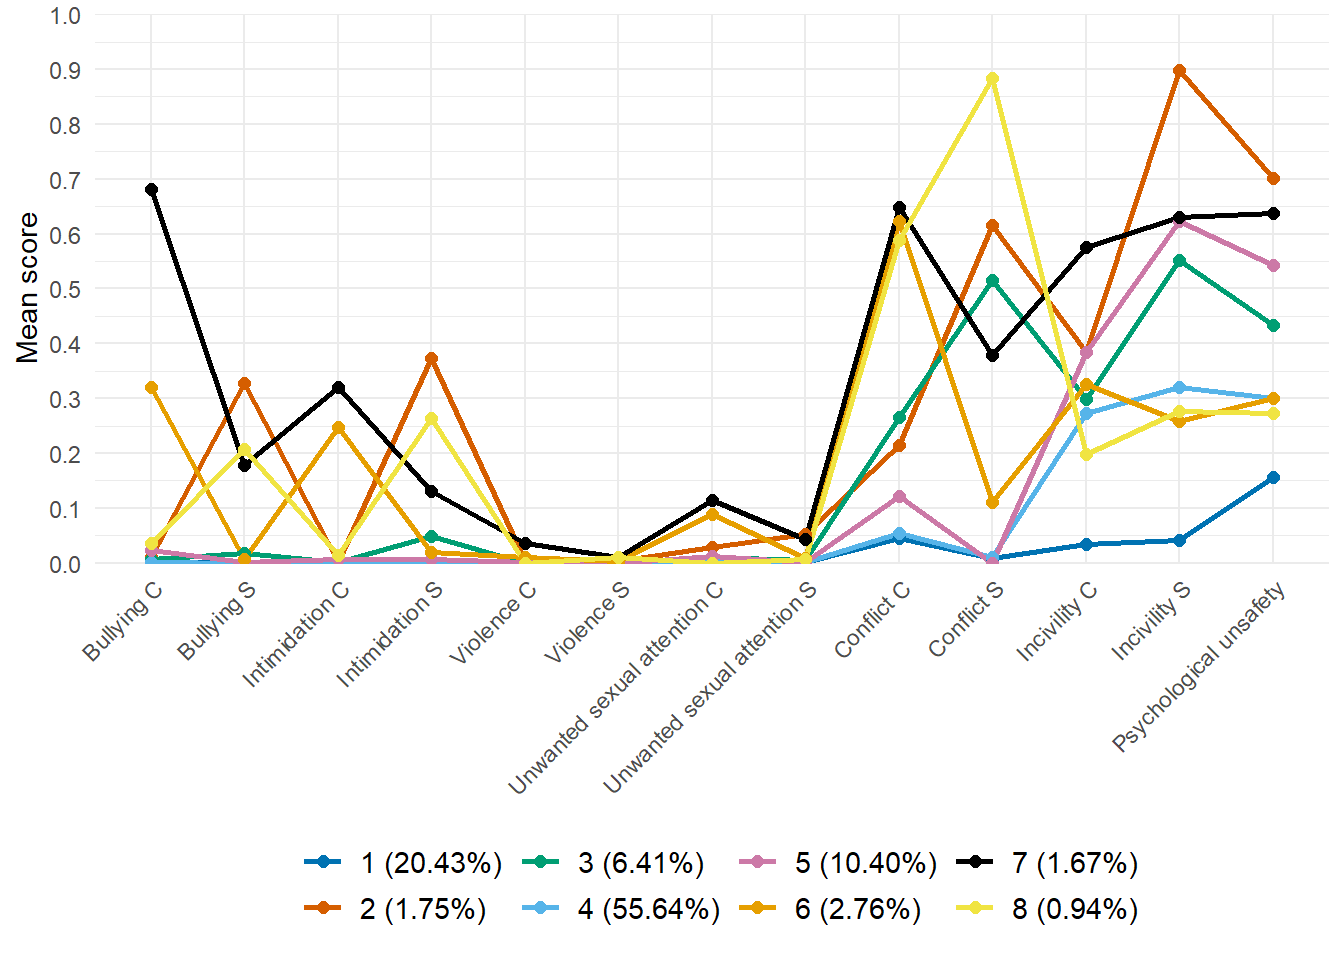 1.0
0.9
0.8
0.7
0.6
0.5
0.4
0.3
0.2
0.1
0.0
Mean score
Bullying C
Bullying S
Intimidation C
Intimidation S
Violence C
Violence S
Unwanted sexual attention C
Unwanted sexual attention S
Conflict C
Conflict S
Incivility C
Incivility S
Psychological unsafety
1 (20.43%) 3 (6.41%) 5 (10.40%) 7 (1.67%)
2 (1.75%) 4 (55.64%) 6 (2.76%) 8 (0.94%)